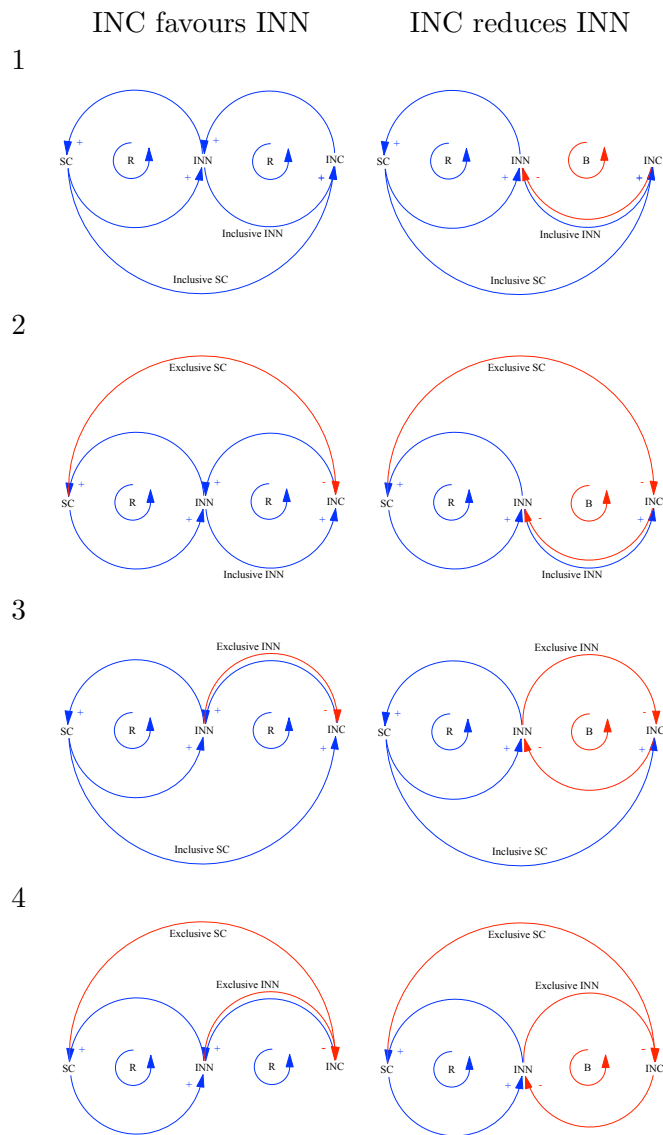 INC favours INN INC reduces INN
1
+ + + -
SC R INN R INC SC R INN B INC
+ + + +
Inclusive INN Inclusive INN
Inclusive SC Inclusive SC
2
Exclusive SC Exclusive SC
+ + - + -
SC R INN R INC SC R INN B INC
+ + + - +
Inclusive INN Inclusive INN
3
Exclusive INN Exclusive INN
+ + - + -
SC R INN R INC SC R INN B INC
+ + + - +
Inclusive SC Inclusive SC
4
Exclusive SC Exclusive SC
Exclusive INN Exclusive INN
+ + - + -
SC R INN R INC SC R INN B INC
+ + -